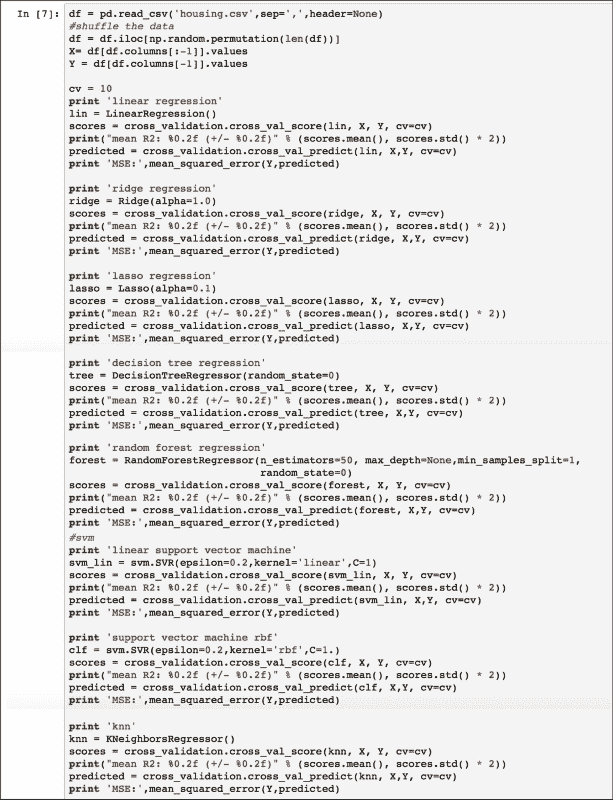 In [7]: df = pd.read_csv('housing.csv',sep=',',header=None)
#shuffle the data
df = df.iloc[np.random.permutation(len(df))]
X= df[df.columns[:-1]].values
Y = df[df.columns[-1]].values
cv = 10
print 'linear regression'
lin = LinearRegression()
scores = cross_validation.cross_val_score(lin, X, Y, cv=cv)
print("mean R2: %0.2f (+/- %0.2f)" % (scores.mean(), scores.std() * 2))
predicted = cross_validation.cross_val_predict(lin, X,Y, cv=cv)
print 'MSE:',mean_squared_error(Y,predicted)
print 'ridge regression'
ridge = Ridge(alpha=1.0)
scores = cross_validation.cross_val_score(ridge, X, Y, cv=cv)
print("mean R2: %0.2f (+/- %0.2f)" % (scores.mean(), scores.std() * 2))
predicted = cross_validation.cross_val_predict(ridge, X,Y, cv=cv)
print 'MSE:',mean_squared_error(Y,predicted)
print 'lasso regression'
lasso = Lasso(alpha=0.1)
scores = cross_validation.cross_val_score(lasso, X, Y, cv=cv)
print("mean R2: %0.2f (+/- %0.2f)" % (scores.mean(), scores.std() * 2))
predicted = cross_validation.cross_val_predict(lasso, X,Y, cv=cv)
print 'MSE:',mean_squared_error(Y,predicted)
print 'decision tree regression'
tree = DecisionTreeRegressor(random_state=0)
scores = cross_validation.cross_val_score(tree, X, Y, cv=cv)
print("mean R2: %0.2f (+/- %0.2f)" % (scores.mean(), scores.std() * 2))
predicted = cross_validation.cross_val_predict(tree, X,Y, cv=cv)
print 'MSE:',mean_squared_error(Y,predicted)
print 'random forest regression'
forest = RandomForestRegressor(n_estimators=50, max_depth=None,min_samples_split=1,
random_state=0)
scores = cross_validation.cross_val_score(forest, X, Y, cv=cv)
print("mean R2: %0.2f (+/- %0.2f)" % (scores.mean(), scores.std() * 2))
predicted = cross_validation.cross_val_predict(forest, X,Y, cv=cv)
print 'MSE:',mean_squared_error(Y,predicted)
#svm
print 'linear support vector machine'
svm_lin = svm.SVR(epsilon=0.2,kernel='linear',C=1)
scores = cross_validation.cross_val_score(svm_lin, X, Y, cv=cv)
print("mean R2: %0.2f (+/- %0.2f)" % (scores.mean(), scores.std() * 2))
predicted = cross_validation.cross_val_predict(svm_lin, X,Y, cv=cv)
print 'MSE:',mean_squared_error(Y,predicted)
print 'support vector machine rbf'
clf = svm.SVR(epsilon=0.2,kernel='rbf',C=1.)
scores = cross_validation.cross_val_score(clf, X, Y, cv=cv)
print("mean R2: %0.2f (+/- %0.2f)" % (scores.mean(), scores.std() * 2))
predicted = cross_validation.cross_val_predict(clf, X,Y, cv=cv)
print 'MSE:',mean_squared_error(Y,predicted)
print 'knn'
knn = KNeighborsRegressor()
scores = cross_validation.cross_val_score(knn, X, Y, cv=cv)
print("mean R2: %0.2f (+/- %0.2f)" % (scores.mean(), scores.std() * 2))
predicted = cross_validation.cross_val_predict(knn, X,Y, cv=cv)
print 'MSE:',mean_squared_error(Y,predicted)